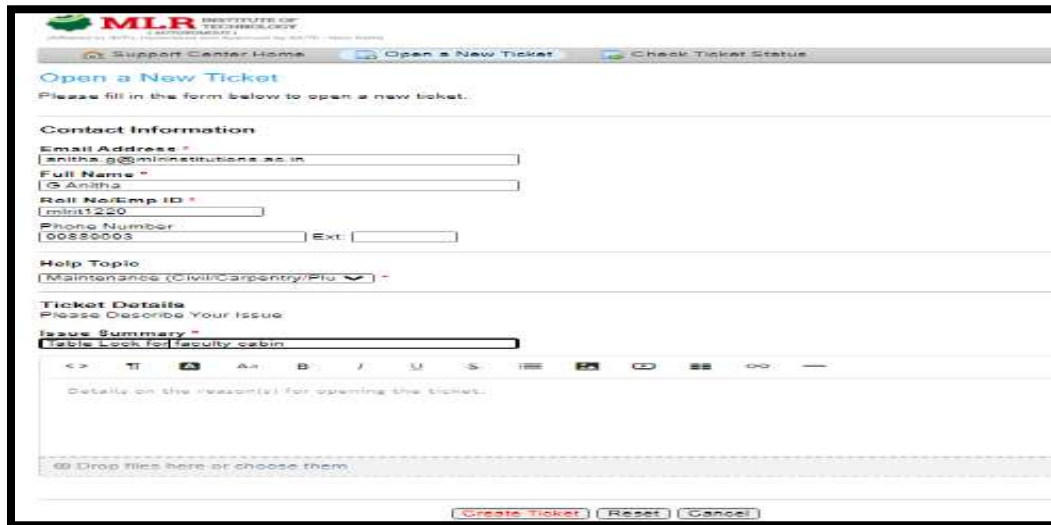 MLR INSTITUTE OF TECHNOLOGY
(AUTONOMOUS)
Support Center Home Open a New Ticket Check Ticket Status
Open a New Ticket
Please fill in the form below to open a new ticket.
Contact Information
Email Address *
anitha.g@mlrinstitutions.ac.in
Full Name *
G Anitha
Roll No/Emp ID *
mlrit1220
Phone Number
Ext:
Help Topic
Maintenance (Civil/Carpentry/Plu *
Ticket Details
Please Describe Your Issue
Issue Summary *
Table Lock for faculty cabin
<> ¶ A Aa B I U S
Details on the reason(s) for opening the ticket.
Drop files here or choose them
Create Ticket Reset Cancel